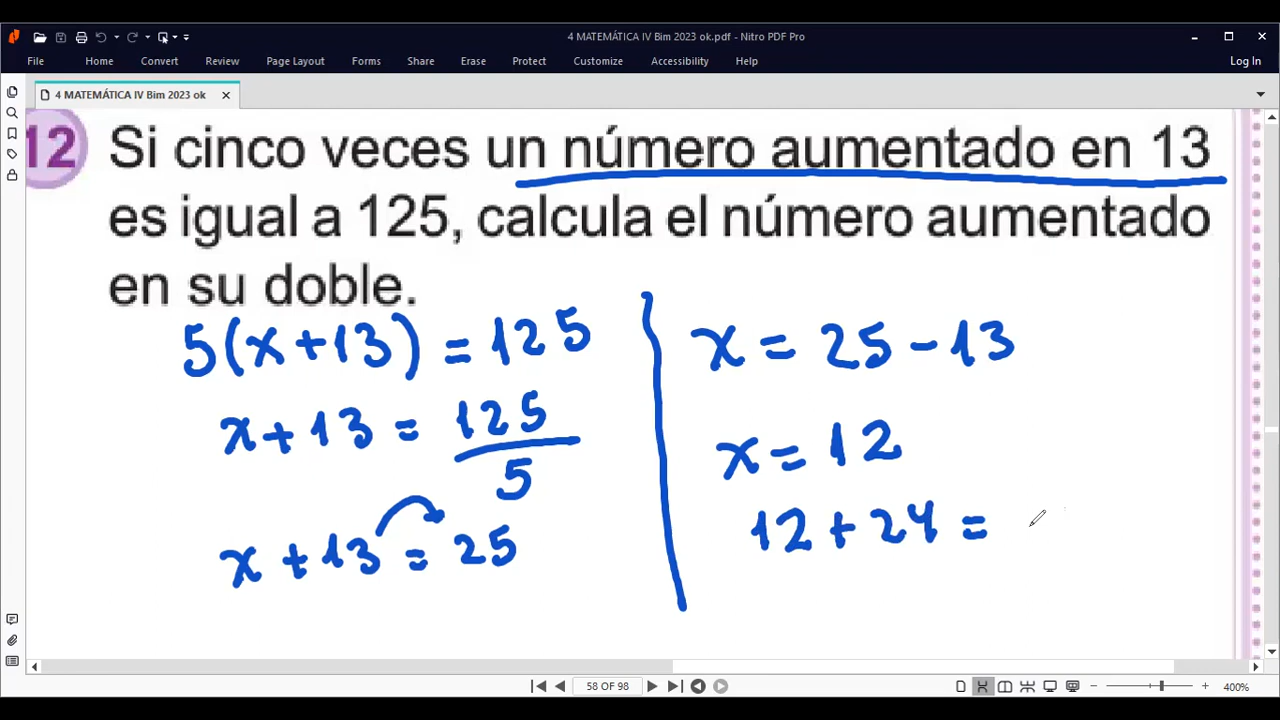 4 MATEMÁTICA IV Bim 2023 ok.pdf - Nitro PDF Pro
File Home Convert Review Page Layout Forms Share Erase Protect Customize Accessibility Help Log In
4 MATEMÁTICA IV Bim 2023 ok
12 Si cinco veces un número aumentado en 13
es igual a 125, calcula el número aumentado
en su doble.
5(x+13) = 125
x+13 = 125/5
x+13 = 25
x = 25-13
x = 12
12+24 =
58 OF 98
400%